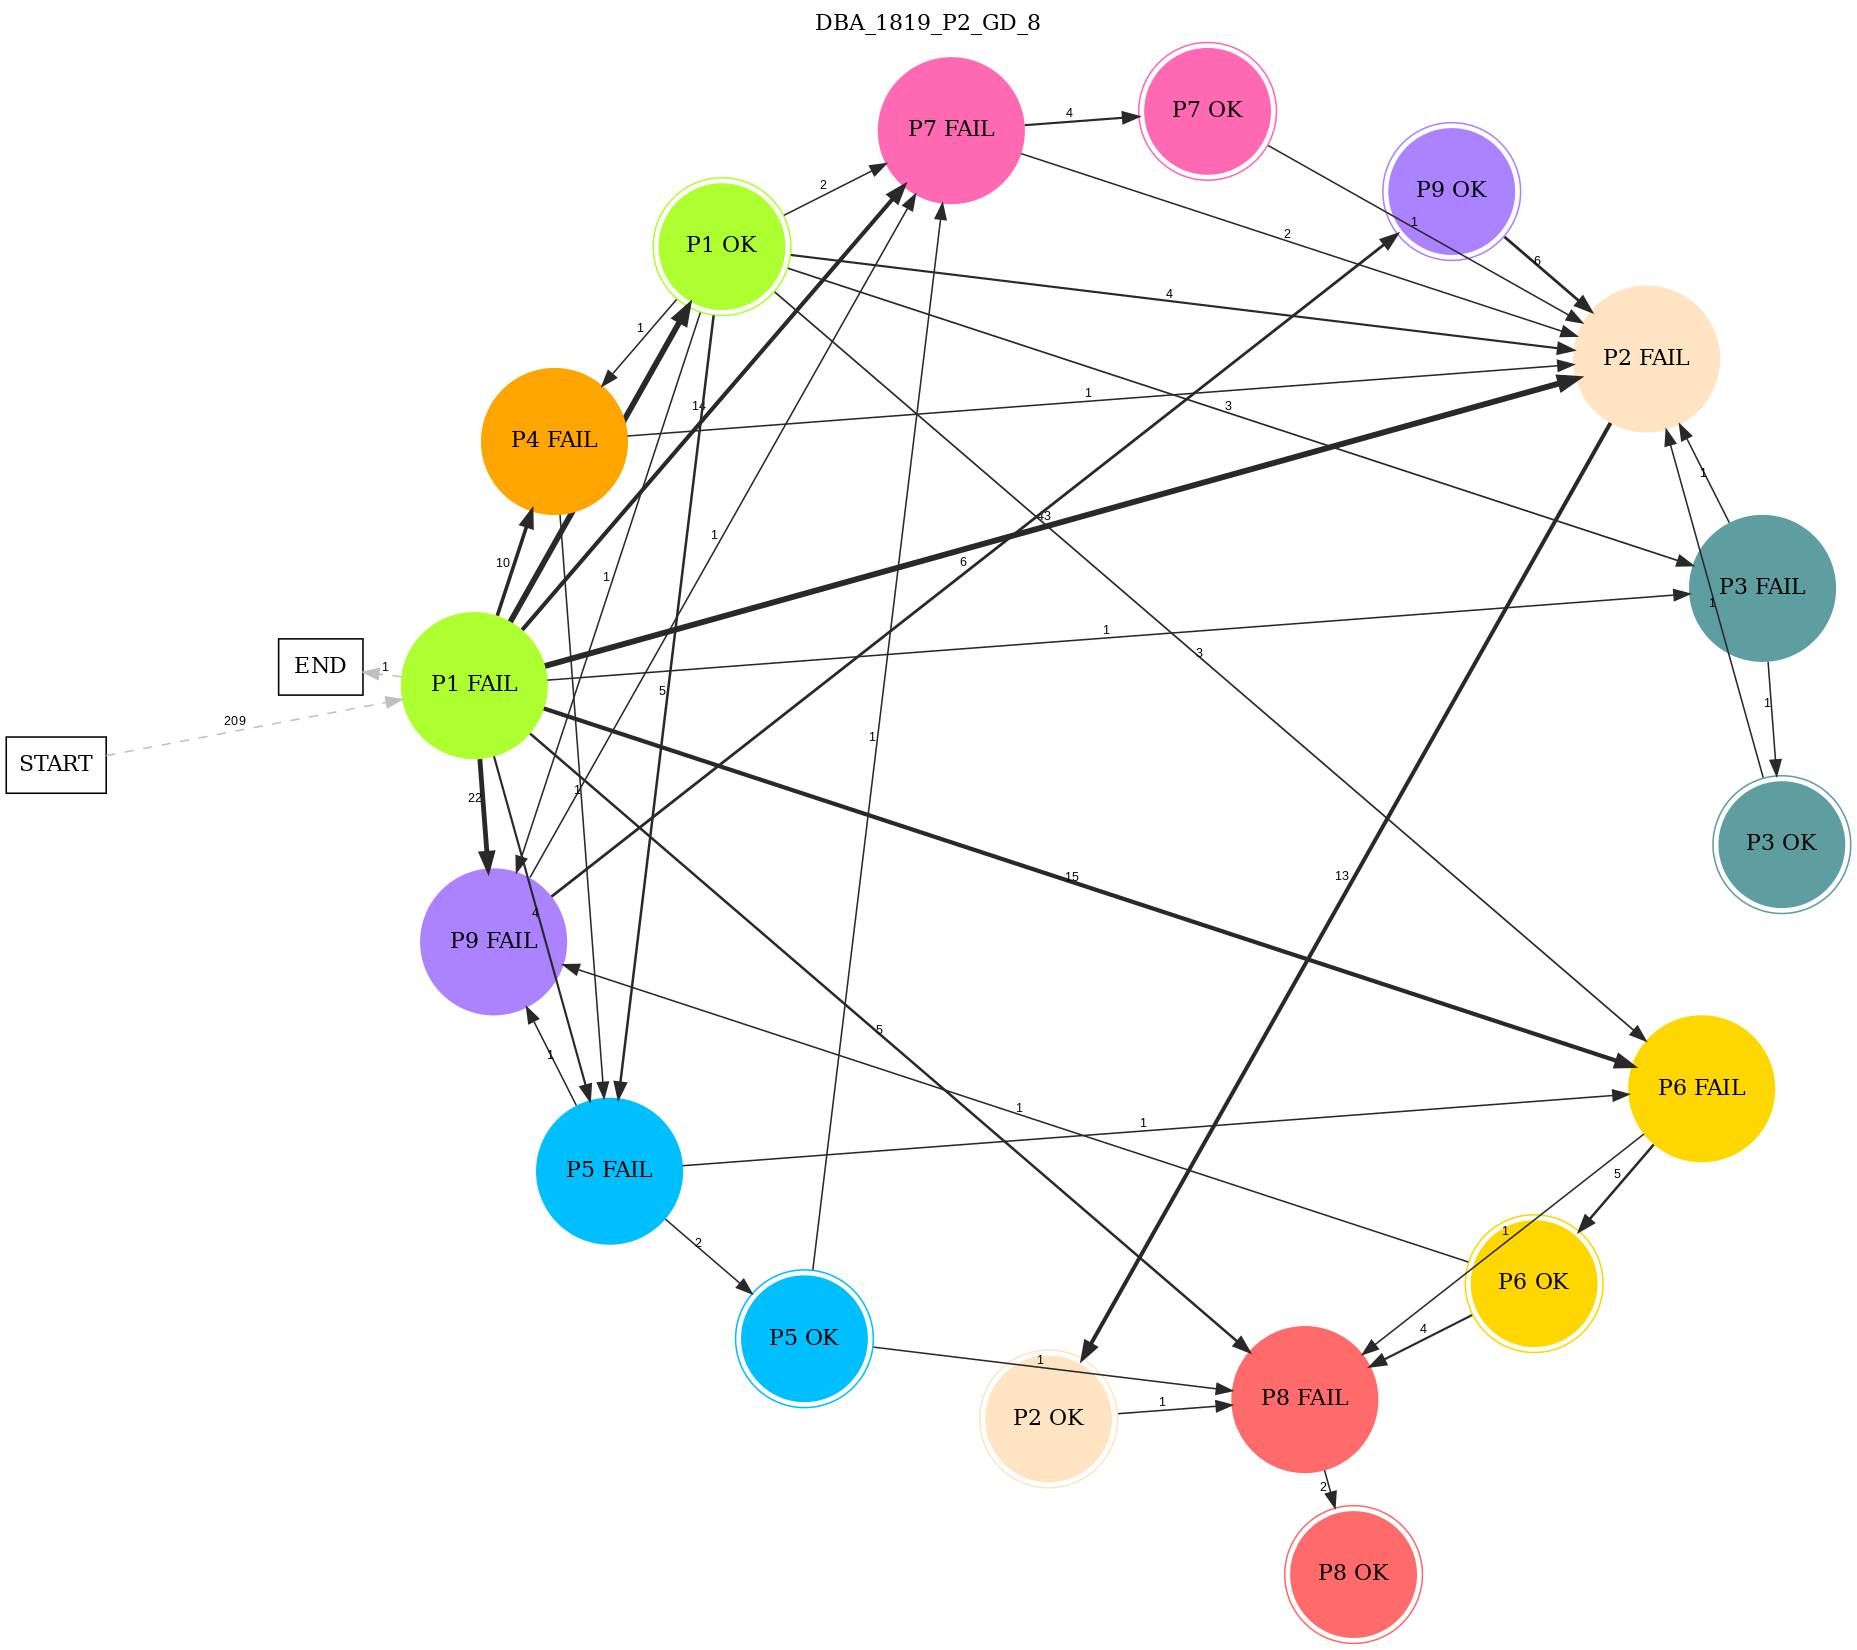 DBA_1819_P2_GD_8
P7 OK
4
P7 FAIL
P9 OK
2
1
2
P1 OK
6
4
1
P2 FAIL
1
3
14
P4 FAIL
1
43
1
10
6
1
P3 FAIL
1
1
1
3
END
1
P1 FAIL
5
1
209
1
START
1
22
P3 OK
15
13
4
P9 FAIL
5
1
P6 FAIL
1
1
P5 FAIL
5
1
2
P6 OK
4
P5 OK
1
P8 FAIL
1
P2 OK
2
P8 OK